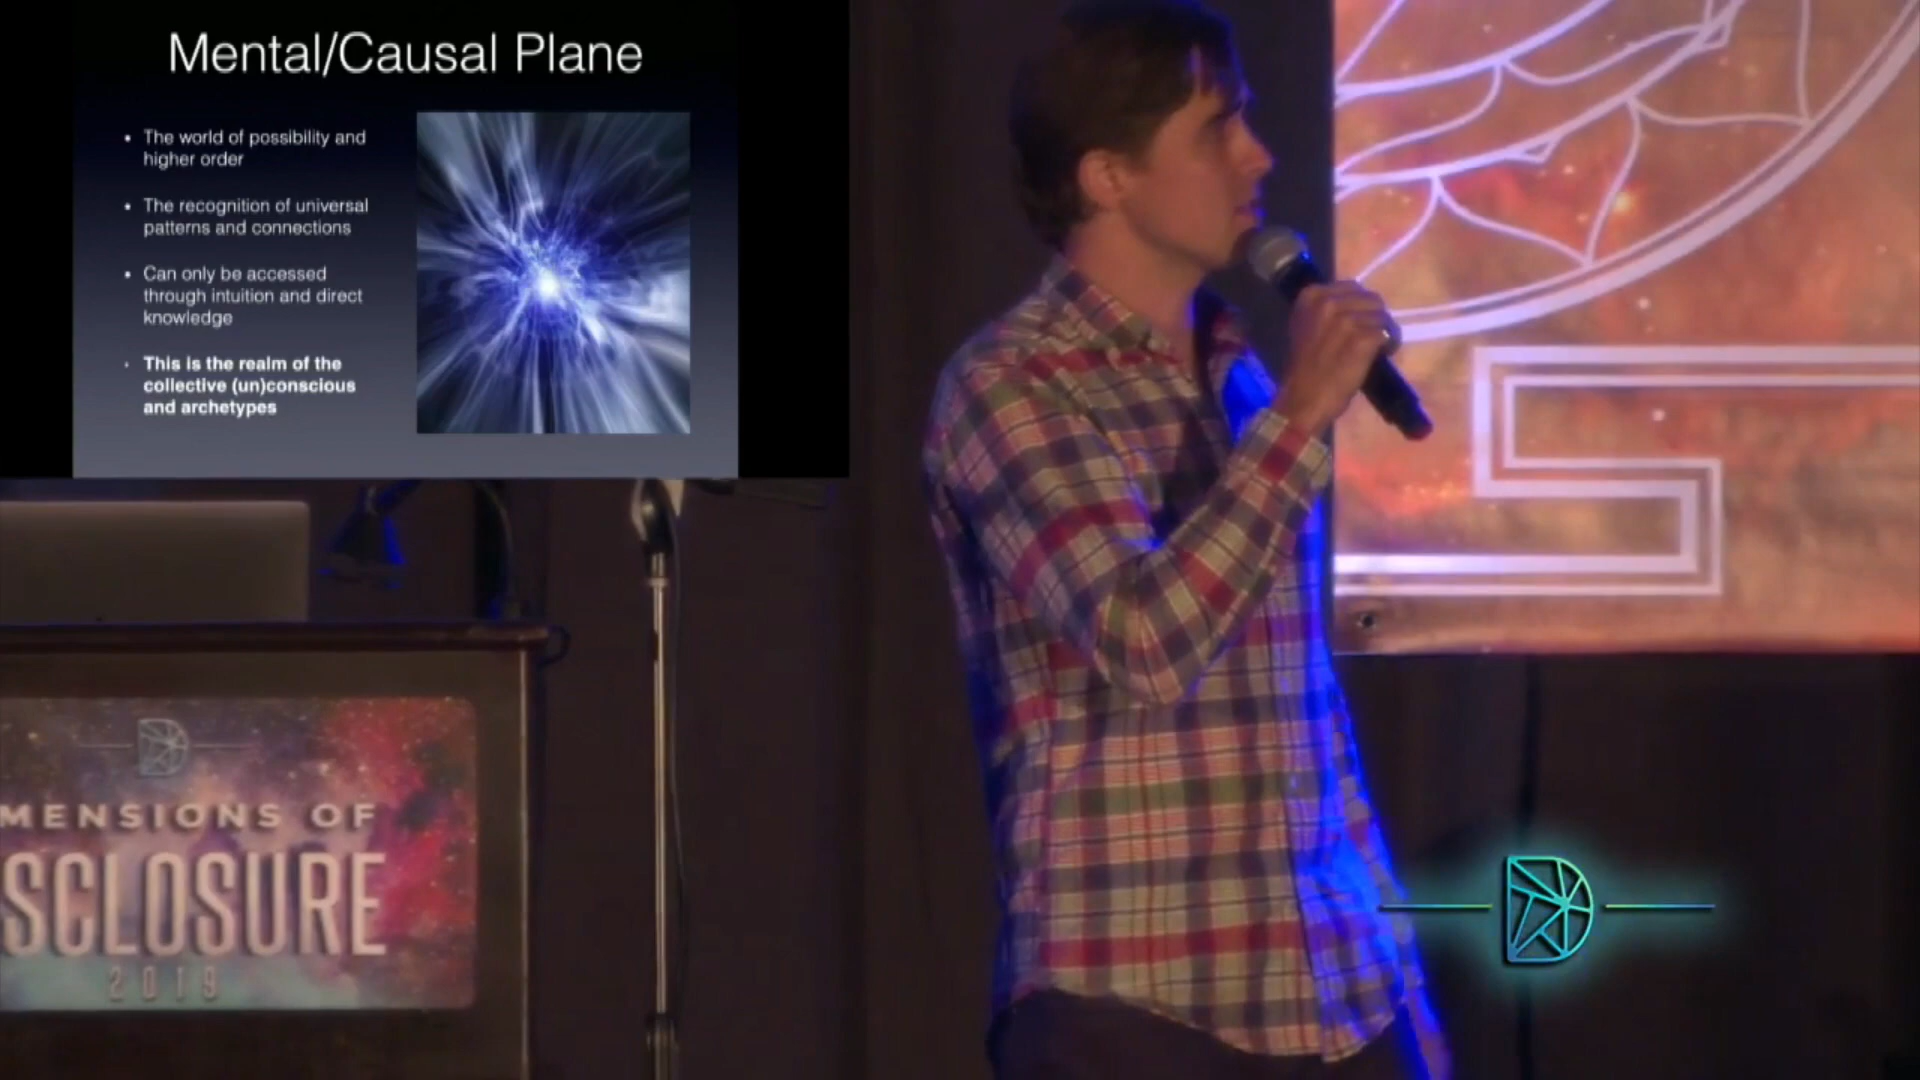 Mental/Causal Plane
• The world of possibility and
higher order
• The recognition of universal
patterns and connections
• Can only be accessed
through intuition and direct
knowledge
• This is the realm of the
collective (un)conscious
and archetypes
MENSIONS OF
SCLOSURE
2019